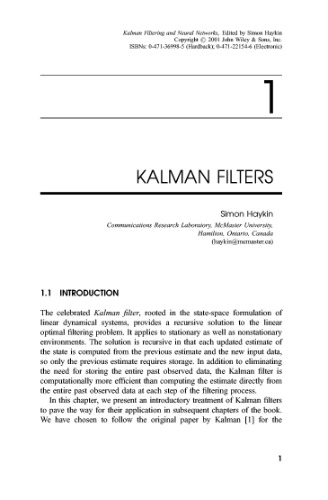 Kalman Filtering and Neural Networks, Edited by Simon Haykin
Copyright © 2001 John Wiley & Sons, Inc.
ISBNs: 0-471-36998-5 (Hardback); 0-471-22154-6 (Electronic)
1
KALMAN FILTERS
Simon Haykin
Communications Research Laboratory, McMaster University,
Hamilton, Ontario, Canada
(haykin@mcmaster.ca)
1.1 INTRODUCTION
The celebrated Kalman filter, rooted in the state-space formulation of
linear dynamical systems, provides a recursive solution to the linear
optimal filtering problem. It applies to stationary as well as nonstationary
environments. The solution is recursive in that each updated estimate of
the state is computed from the previous estimate and the new input data,
so only the previous estimate requires storage. In addition to eliminating
the need for storing the entire past observed data, the Kalman filter is
computationally more efficient than computing the estimate directly from
the entire past observed data at each step of the filtering process.
In this chapter, we present an introductory treatment of Kalman filters
to pave the way for their application in subsequent chapters of the book.
We have chosen to follow the original paper by Kalman [1] for the
1